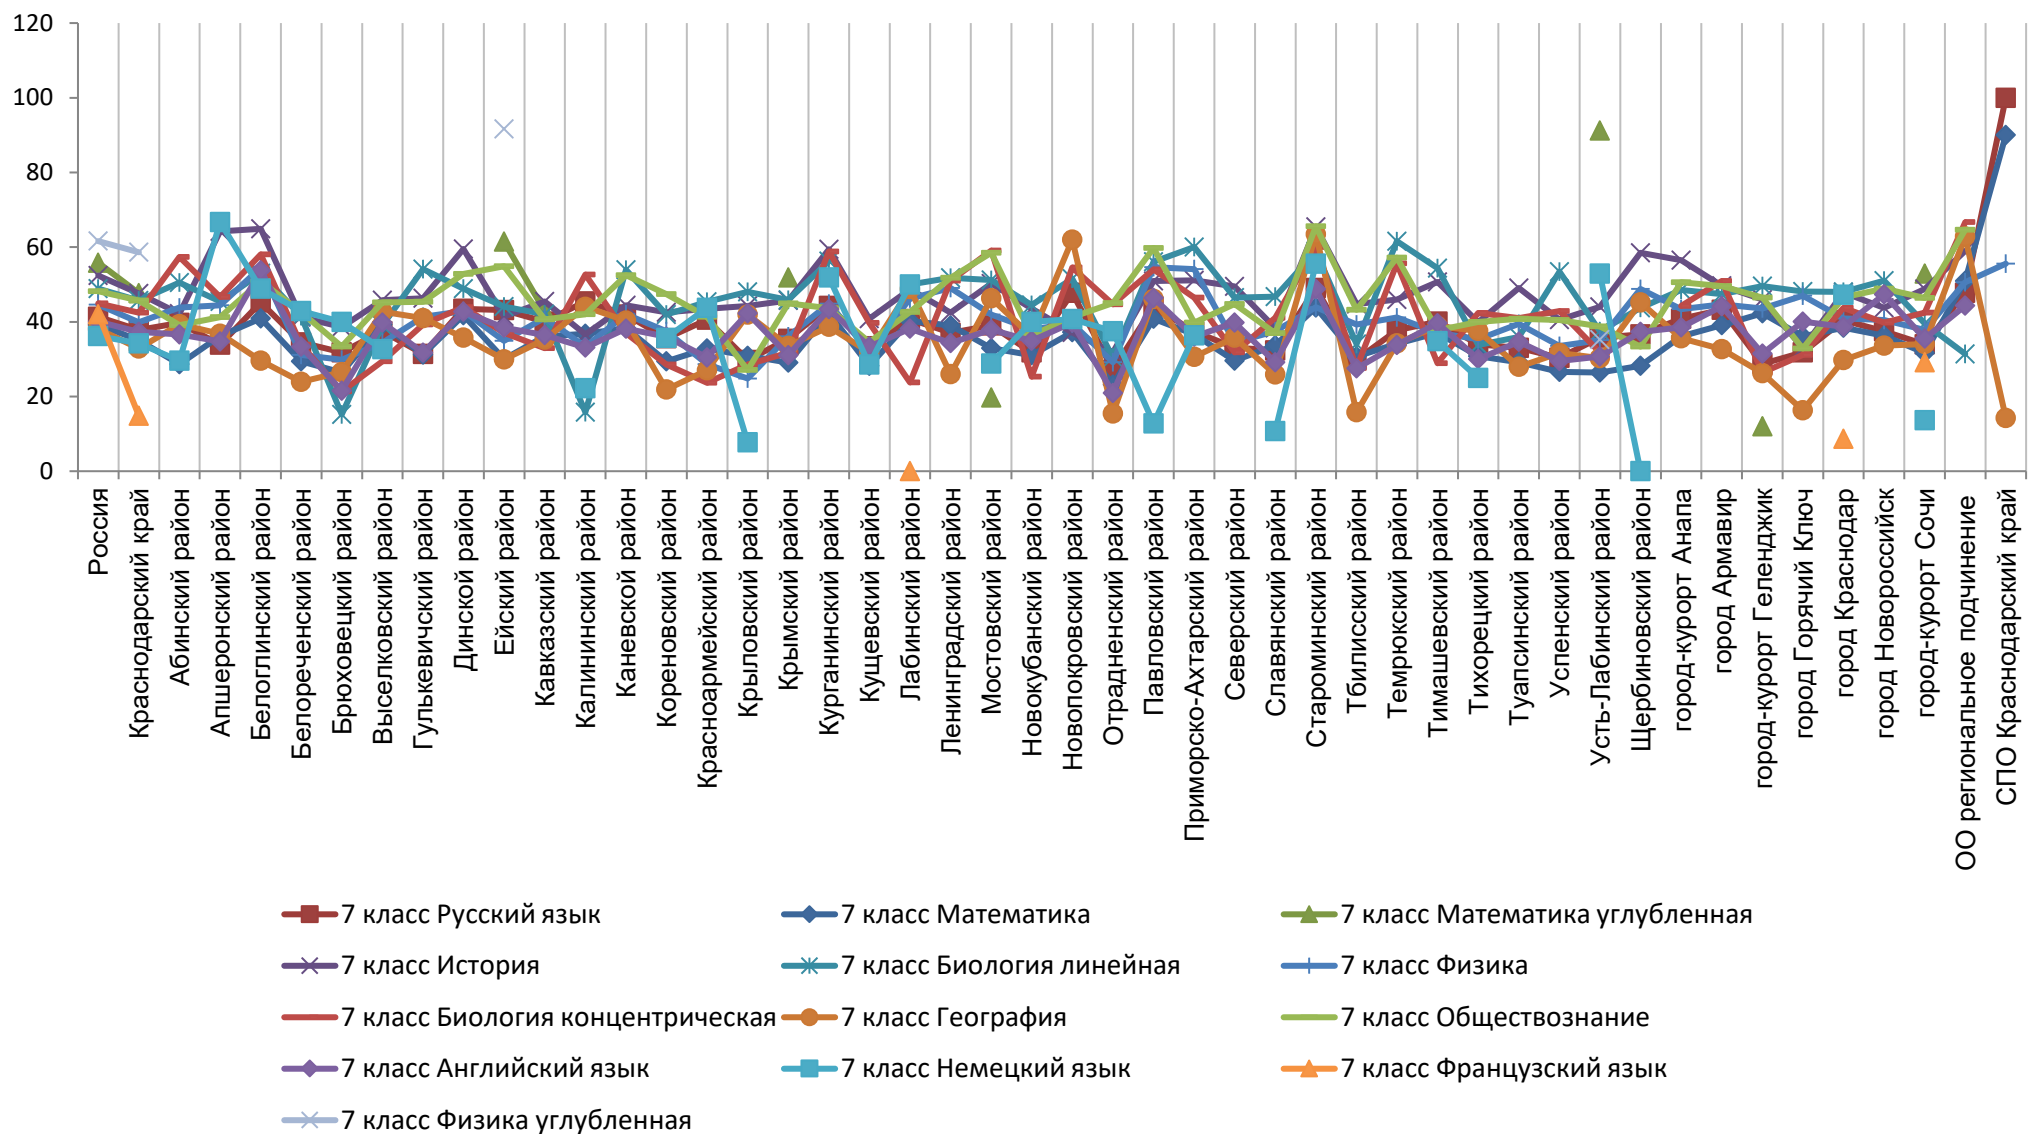 120
100
80
60
40
20
0
Россия
Краснодарский край
Абинский район
Апшеронский район
Белоглинский район
Белореченский район
Брюховецкий район
Выселковский район
Гулькевичский район
Динской район
Ейский район
Кавказский район
Калининский район
Каневской район
Кореновский район
Красноармейский район
Крыловский район
Крымский район
Курганинский район
Кущевский район
Лабинский район
Ленинградский район
Мостовский район
Новокубанский район
Новопокровский район
Отрадненский район
Павловский район
Приморско-Ахтарский район
Северский район
Славянский район
Староминский район
Тбилисский район
Темрюкский район
Тимашевский район
Тихорецкий район
Туапсинский район
Успенский район
Усть-Лабинский район
Щербиновский район
город-курорт Анапа
город Армавир
город-курорт Геленджик
город Горячий Ключ
город Краснодар
город Новороссийск
город-курорт Сочи
ОО региональное подчинение
СПО Краснодарский край
7 класс Русский язык
7 класс Математика
7 класс Математика углубленная
7 класс История
7 класс Биология линейная
7 класс Физика
7 класс Биология концентрическая
7 класс География
7 класс Обществознание
7 класс Английский язык
7 класс Немецкий язык
7 класс Французский язык
7 класс Физика углубленная